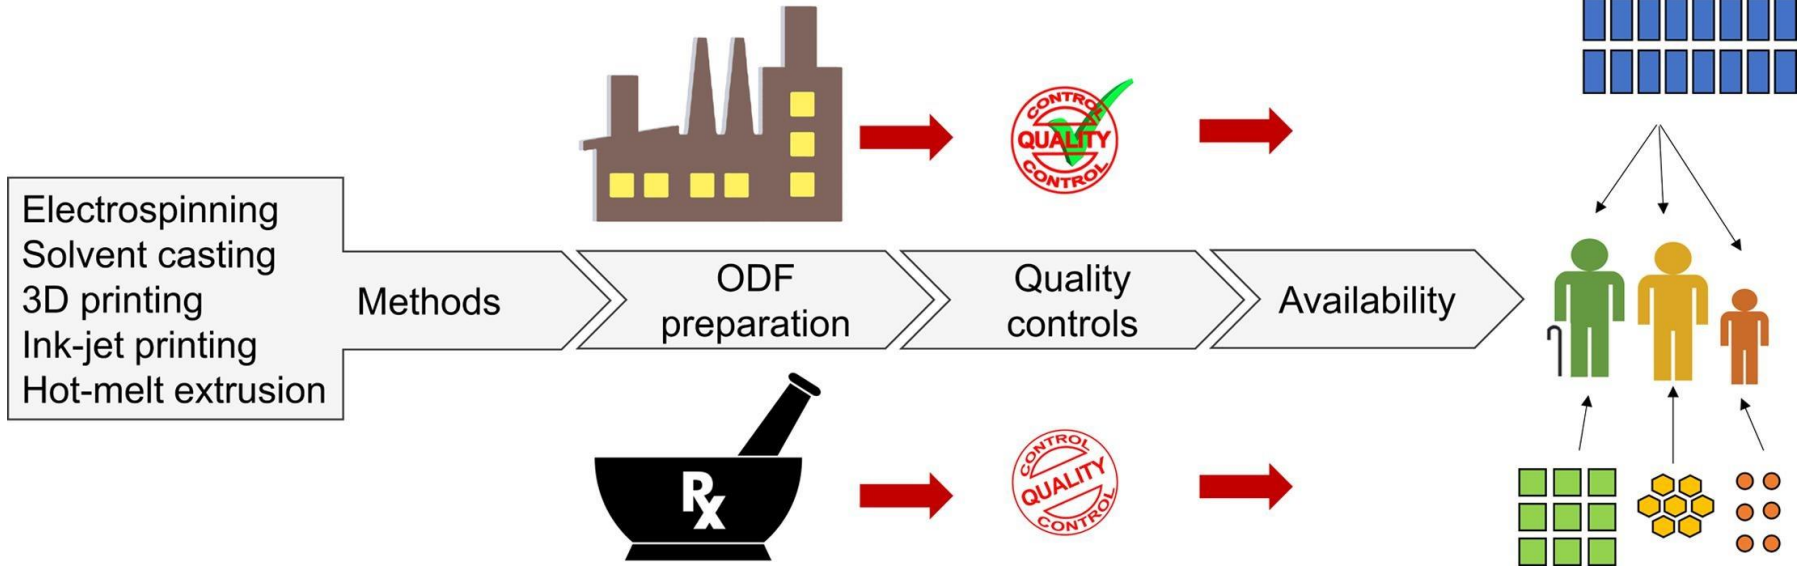 Electrospinning
Solvent casting
3D printing
Ink-jet printing
Hot-melt extrusion
Methods
ODF
preparation
Quality
controls
Availability
CONTROL
QUALITY
CONTROL
Rx
CONTROL
QUALITY
CONTROL